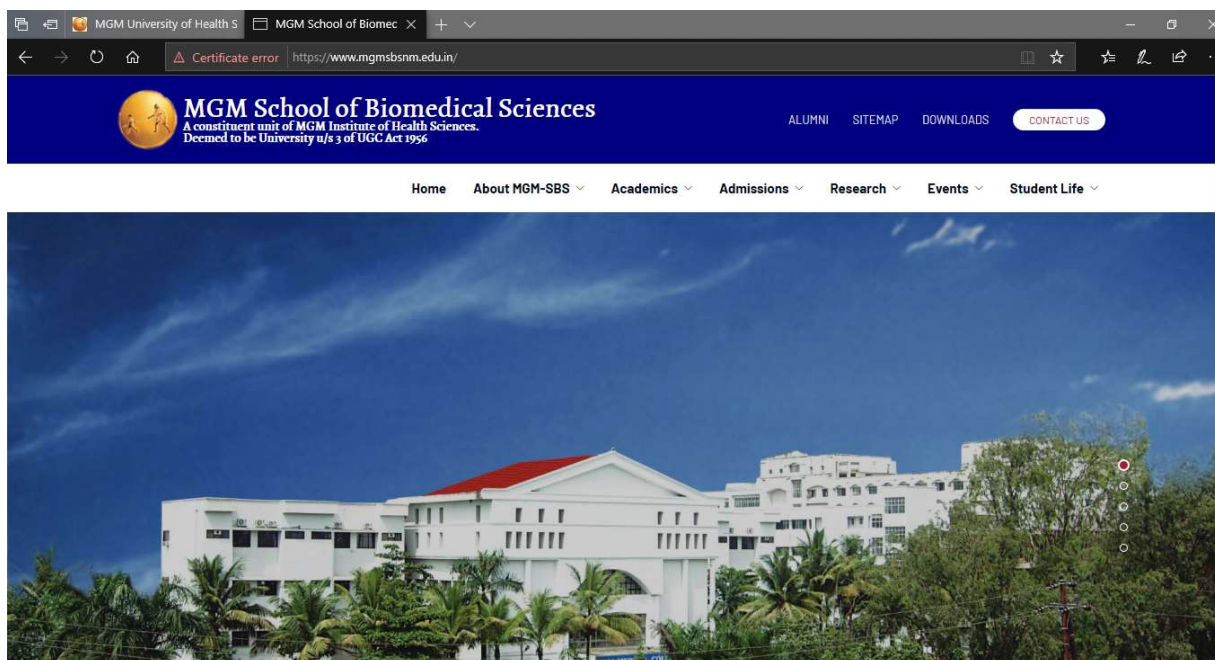 MGM University of Health S
MGM School of Biomec
Certificate error
https://www.mgmsbsnm.edu.in/
MGM School of Biomedical Sciences
A constituent unit of MGM Institute of Health Sciences.
Deemed to be University u/s 3 of UGC Act 1956
ALUMNI SITEMAP DOWNLOADS CONTACT US
Home About MGM-SBS Academics Admissions Research Events Student Life